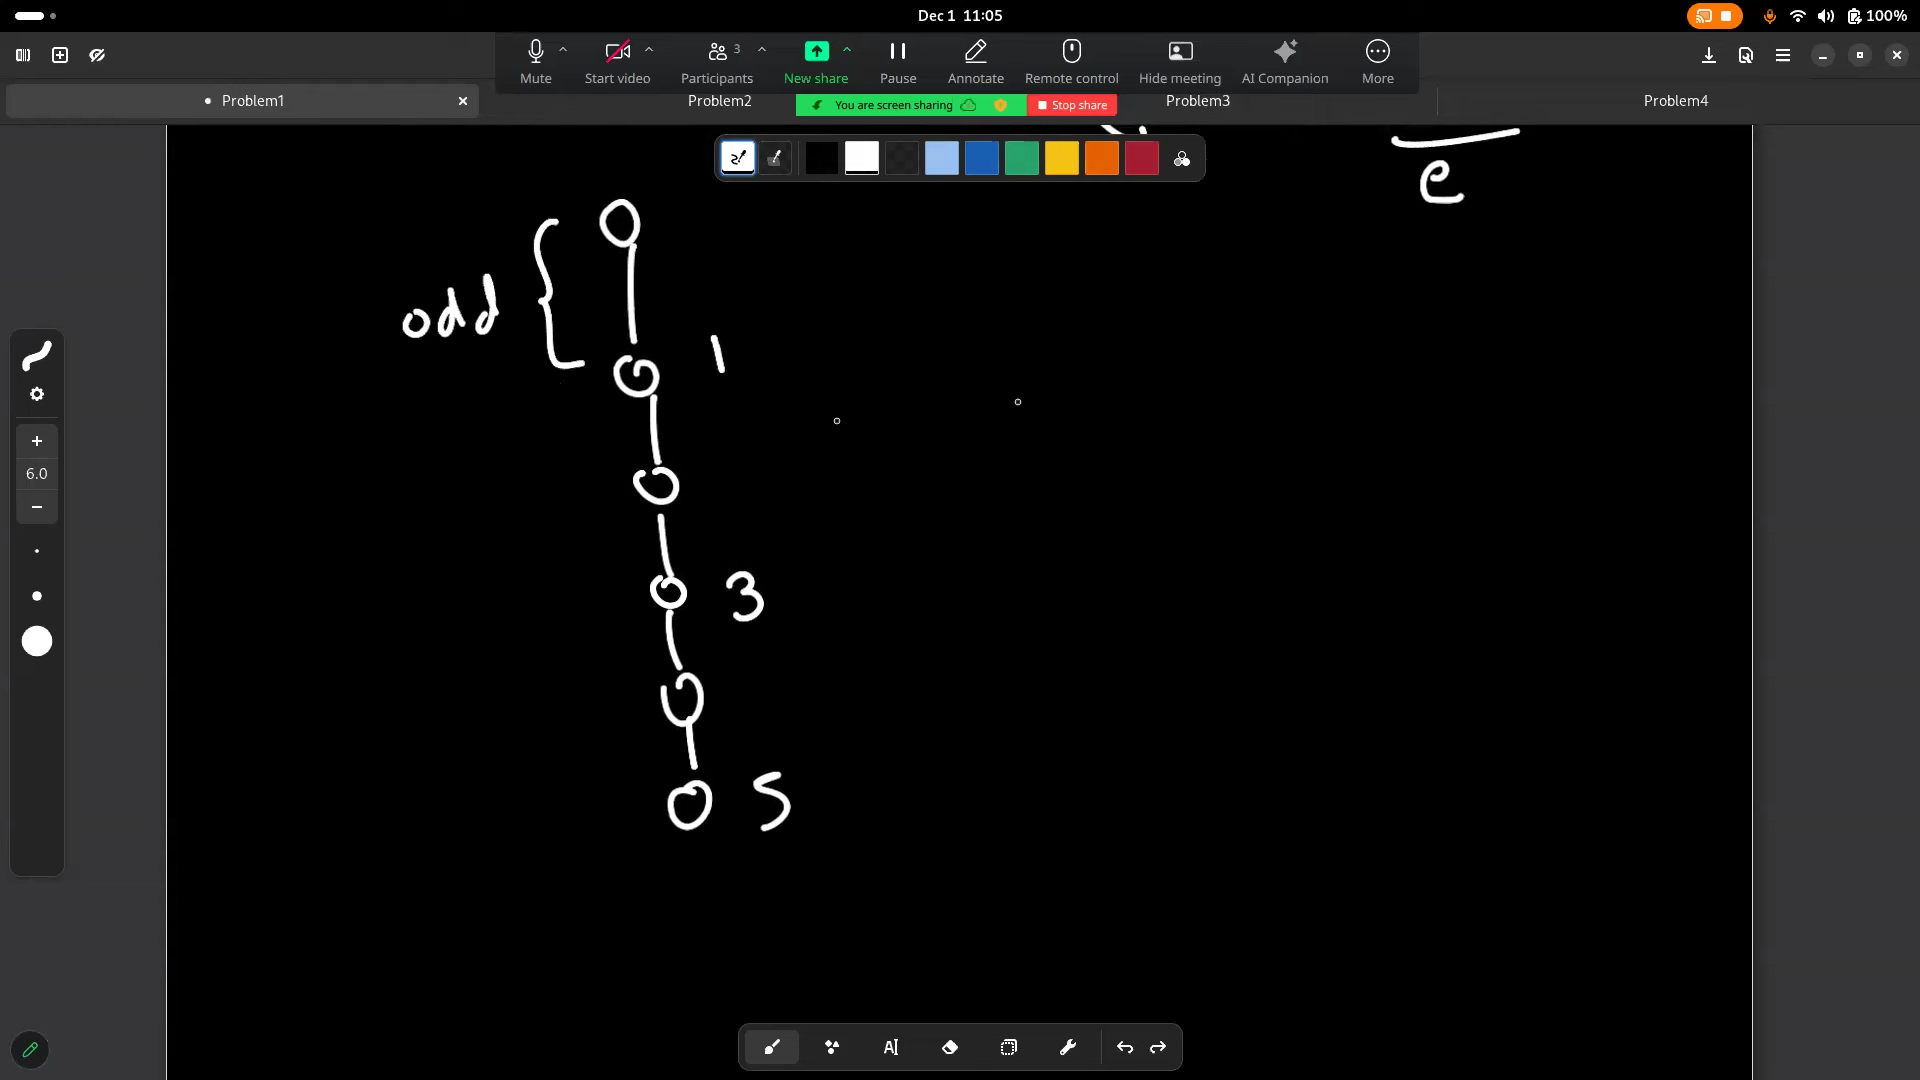 Dec 1 11:05
100%
Mute
Start video
3
Participants
New share
Pause
Annotate
Remote control
Hide meeting
AI Companion
More
Problem1
Problem2
You are screen sharing
Stop share
Problem3
Problem4
e
odd
1
6.0
3
5
AI